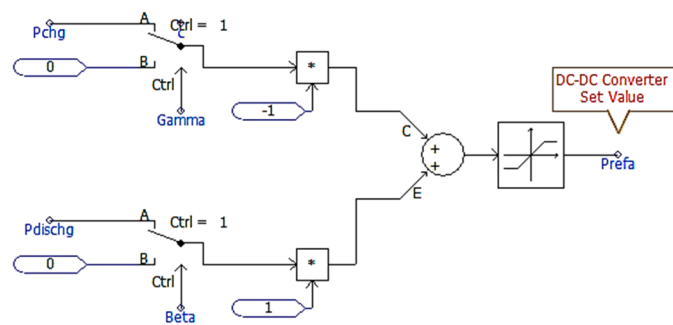 A
Ctrl = 1
Pchg
C
0
B
*
Ctrl
Gamma
-1
DC-DC Converter
Set Value
C
+
+
Prefa
E
A
Ctrl = 1
Pdischg
0
B
*
Ctrl
1
Beta